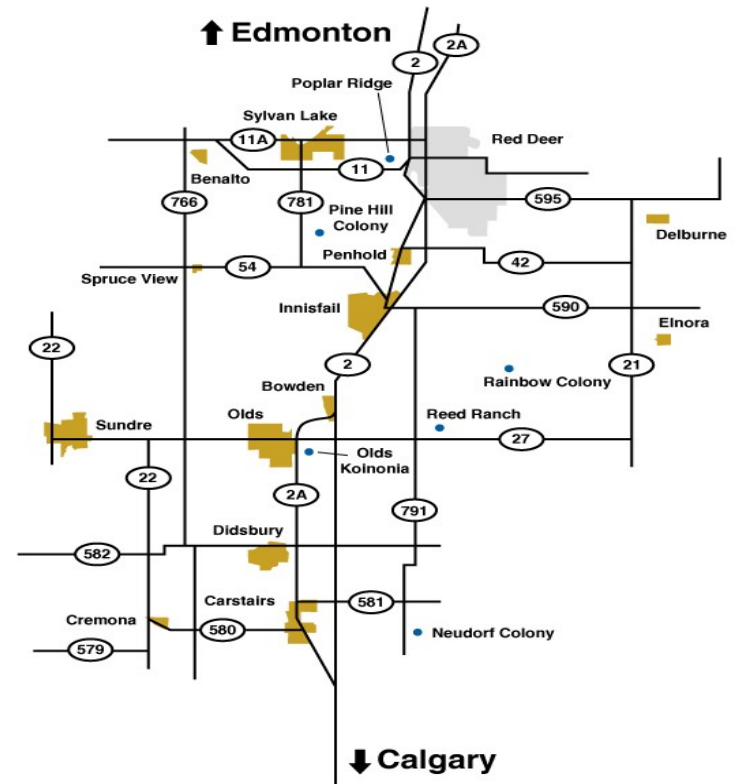 Edmonton
2
2A
Poplar Ridge
Sylvan Lake
11A
Red Deer
11
Benalto
766
781
595
Pine Hill
Colony
Delburne
Penhold
54
42
Spruce View
Innisfail
590
Elnora
22
2
21
Rainbow Colony
Bowden
Sundre
Olds
Reed Ranch
27
Olds
Koinonia
22
2A
791
Didsbury
582
Carstairs
581
Cremona
580
Neudorf Colony
579
Calgary